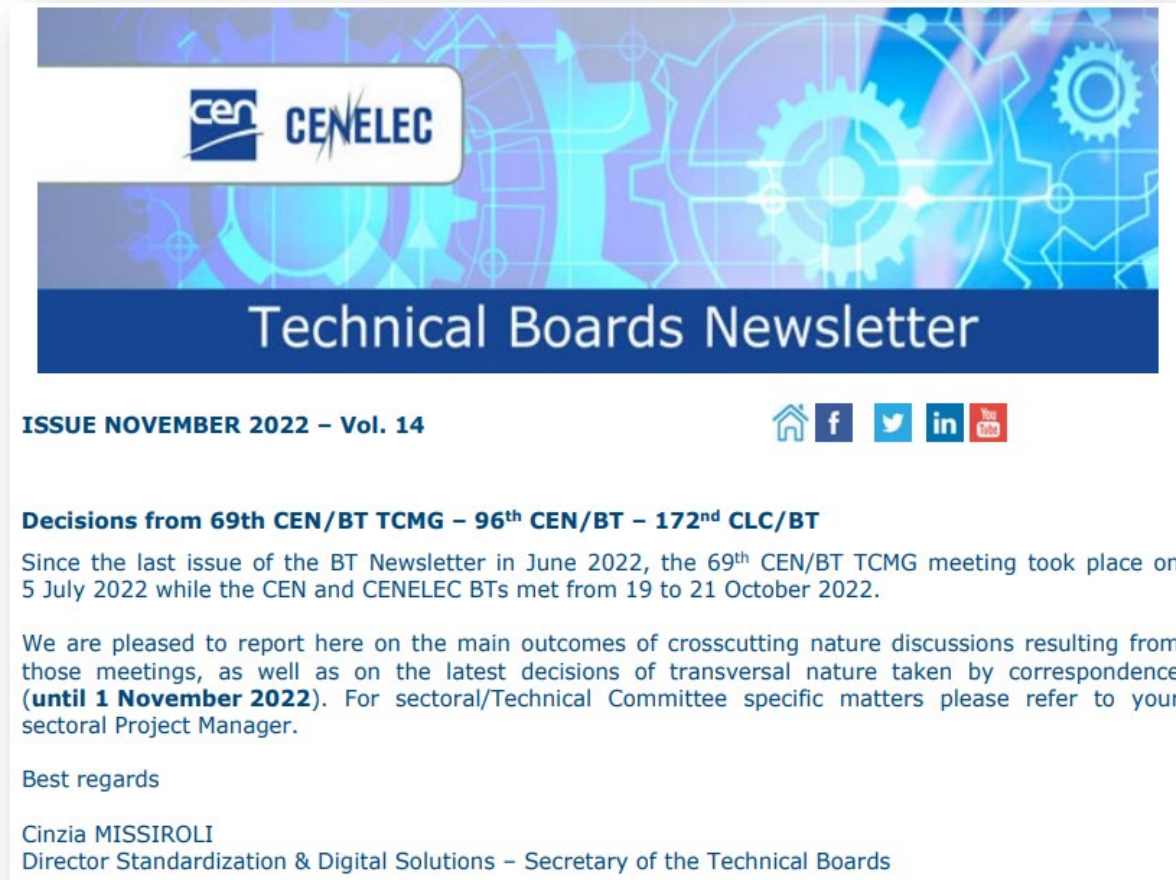 cen CENELEC
Technical Boards Newsletter
ISSUE NOVEMBER 2022 – Vol. 14
f in You Tube
Decisions from 69th CEN/BT TCMG – 96th CEN/BT – 172nd CLC/BT
Since the last issue of the BT Newsletter in June 2022, the 69th CEN/BT TCMG meeting took place on
5 July 2022 while the CEN and CENELEC BTs met from 19 to 21 October 2022.
We are pleased to report here on the main outcomes of crosscutting nature discussions resulting from
those meetings, as well as on the latest decisions of transversal nature taken by correspondence
(until 1 November 2022). For sectoral/Technical Committee specific matters please refer to your
sectoral Project Manager.
Best regards
Cinzia MISSIROLI
Director Standardization & Digital Solutions – Secretary of the Technical Boards